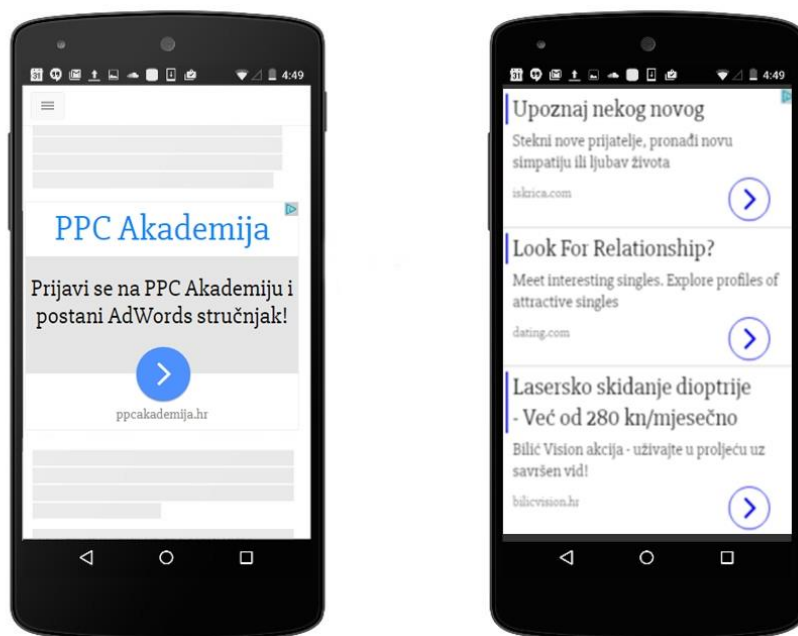 31
4:49
PPC Akademija
Prijavi se na PPC Akademiju i
postani AdWords stručnjak!
ppcakademija.hr
31
4:49
Upoznaj nekog novog
Stekni nove prijatelje, pronađi novu
simpatiju ili ljubav života
iskrica.com
Look For Relationship?
Meet interesting singles. Explore profiles of
attractive singles
dating.com
Lasersko skidanje dioptrije
- Već od 280 kn/mjesečno
Bilić Vision akcija - uživajte u proljeću uz
savršen vid!
bilicvision.hr